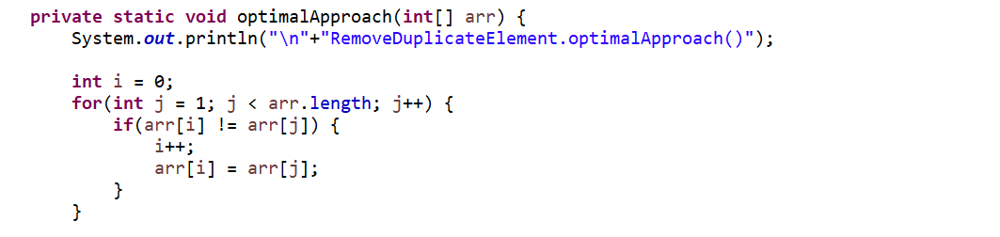 private static void optimalApproach(int[] arr) {
System.out.println("\n"+"RemoveDuplicateElement.optimalApproach()");
int i = 0;
for(int j = 1; j < arr.length; j++) {
if(arr[i] != arr[j]) {
i++;
arr[i] = arr[j];
}
}